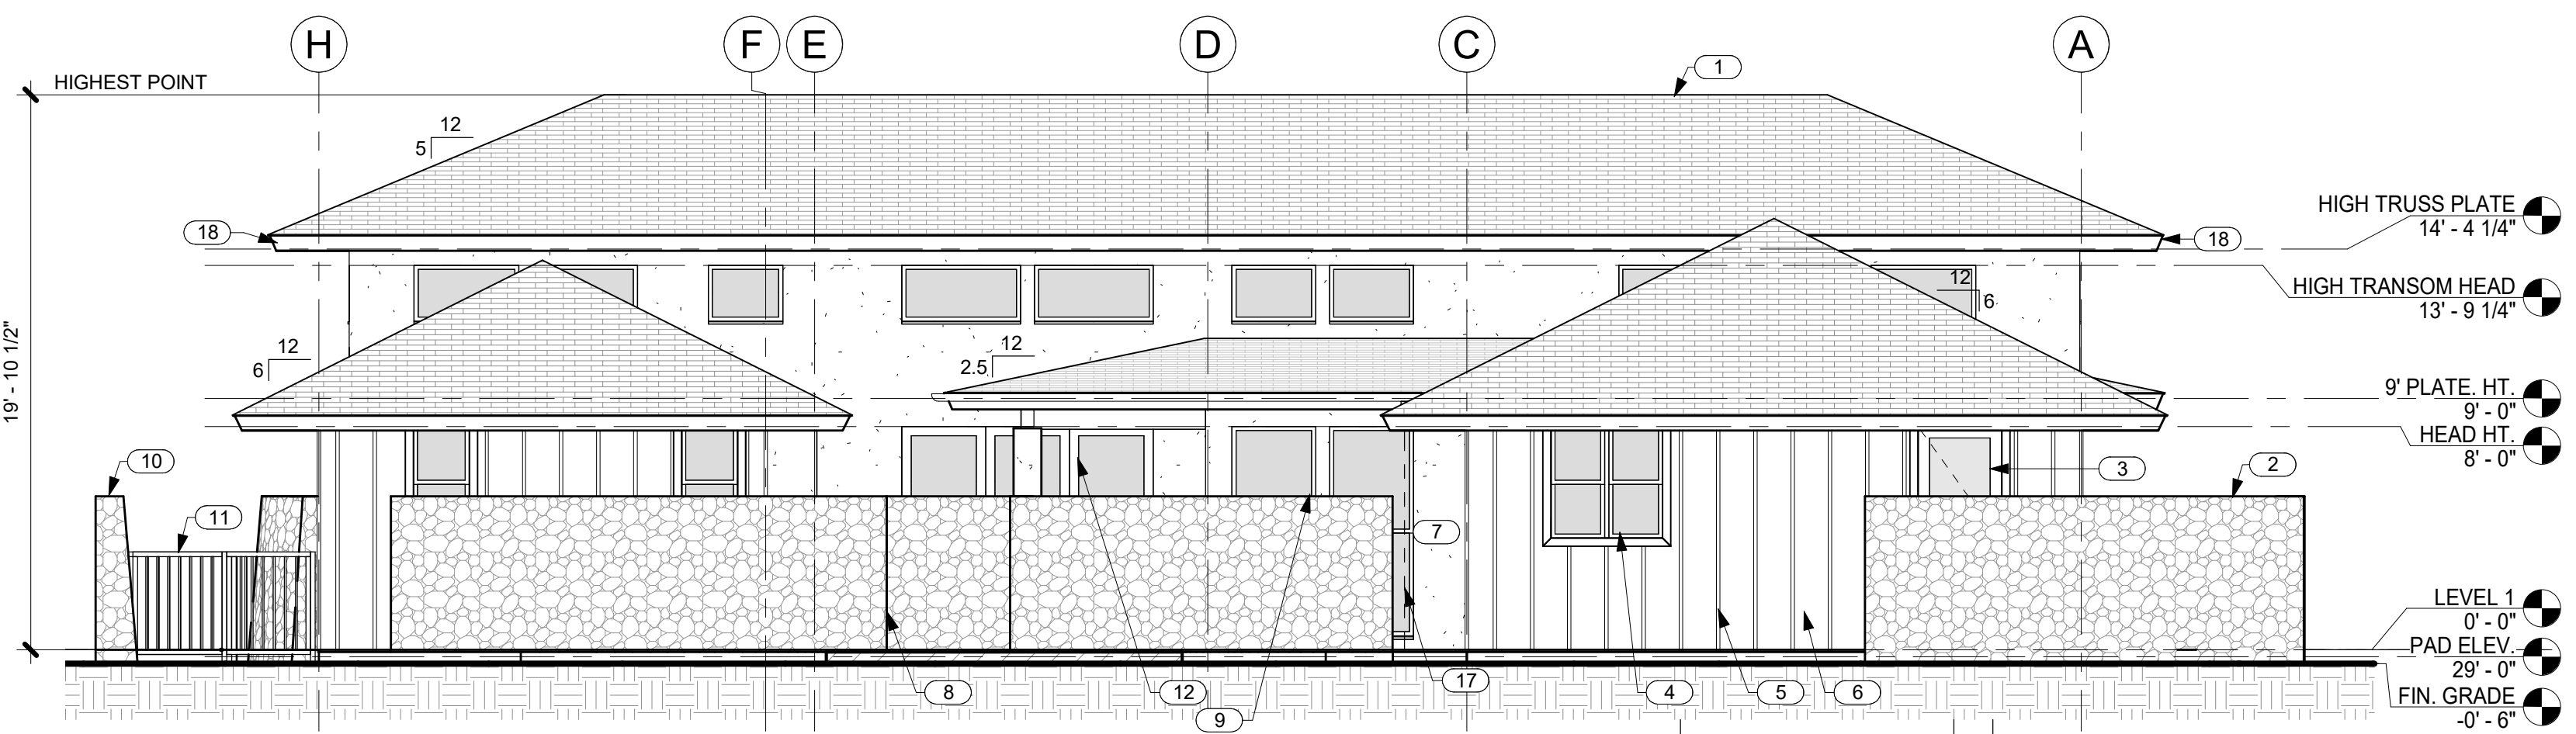 H
F
E
D
C
A
HIGHEST POINT
1
12
5
18
18
HIGH TRUSS PLATE
14' - 4 1/4"
12
6
HIGH TRANSOM HEAD
13' - 9 1/4"
19' - 10 1/2"
12
6
12
2.5
9' PLATE. HT.
9' - 0"
HEAD HT.
8' - 0"
10
3
2
11
7
LEVEL 1
0' - 0"
PAD ELEV.
29' - 0"
FIN. GRADE
-0' - 6"
8
12
9
17
4
5
6